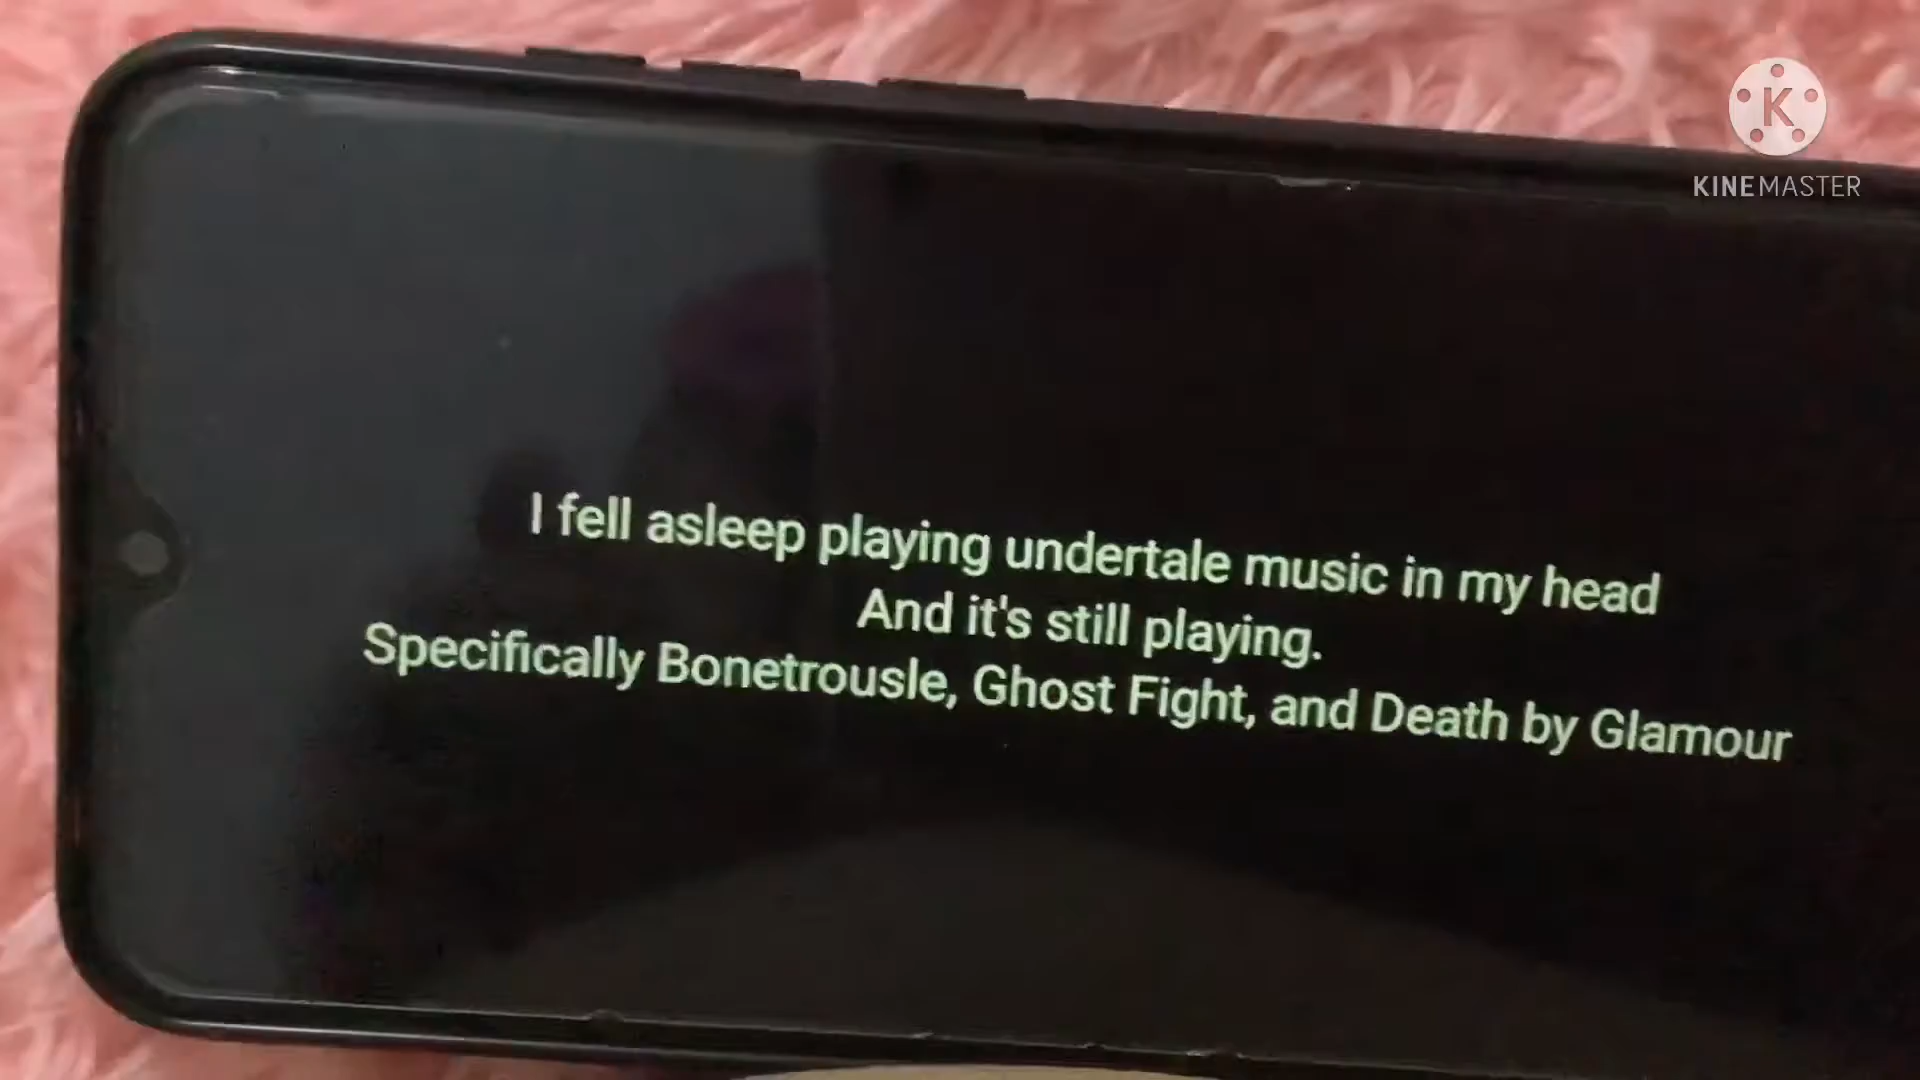 KINEMASTER
I fell asleep playing undertale music in my head
And it's still playing.
Specifically Bonetrousle, Ghost Fight, and Death by Glamour